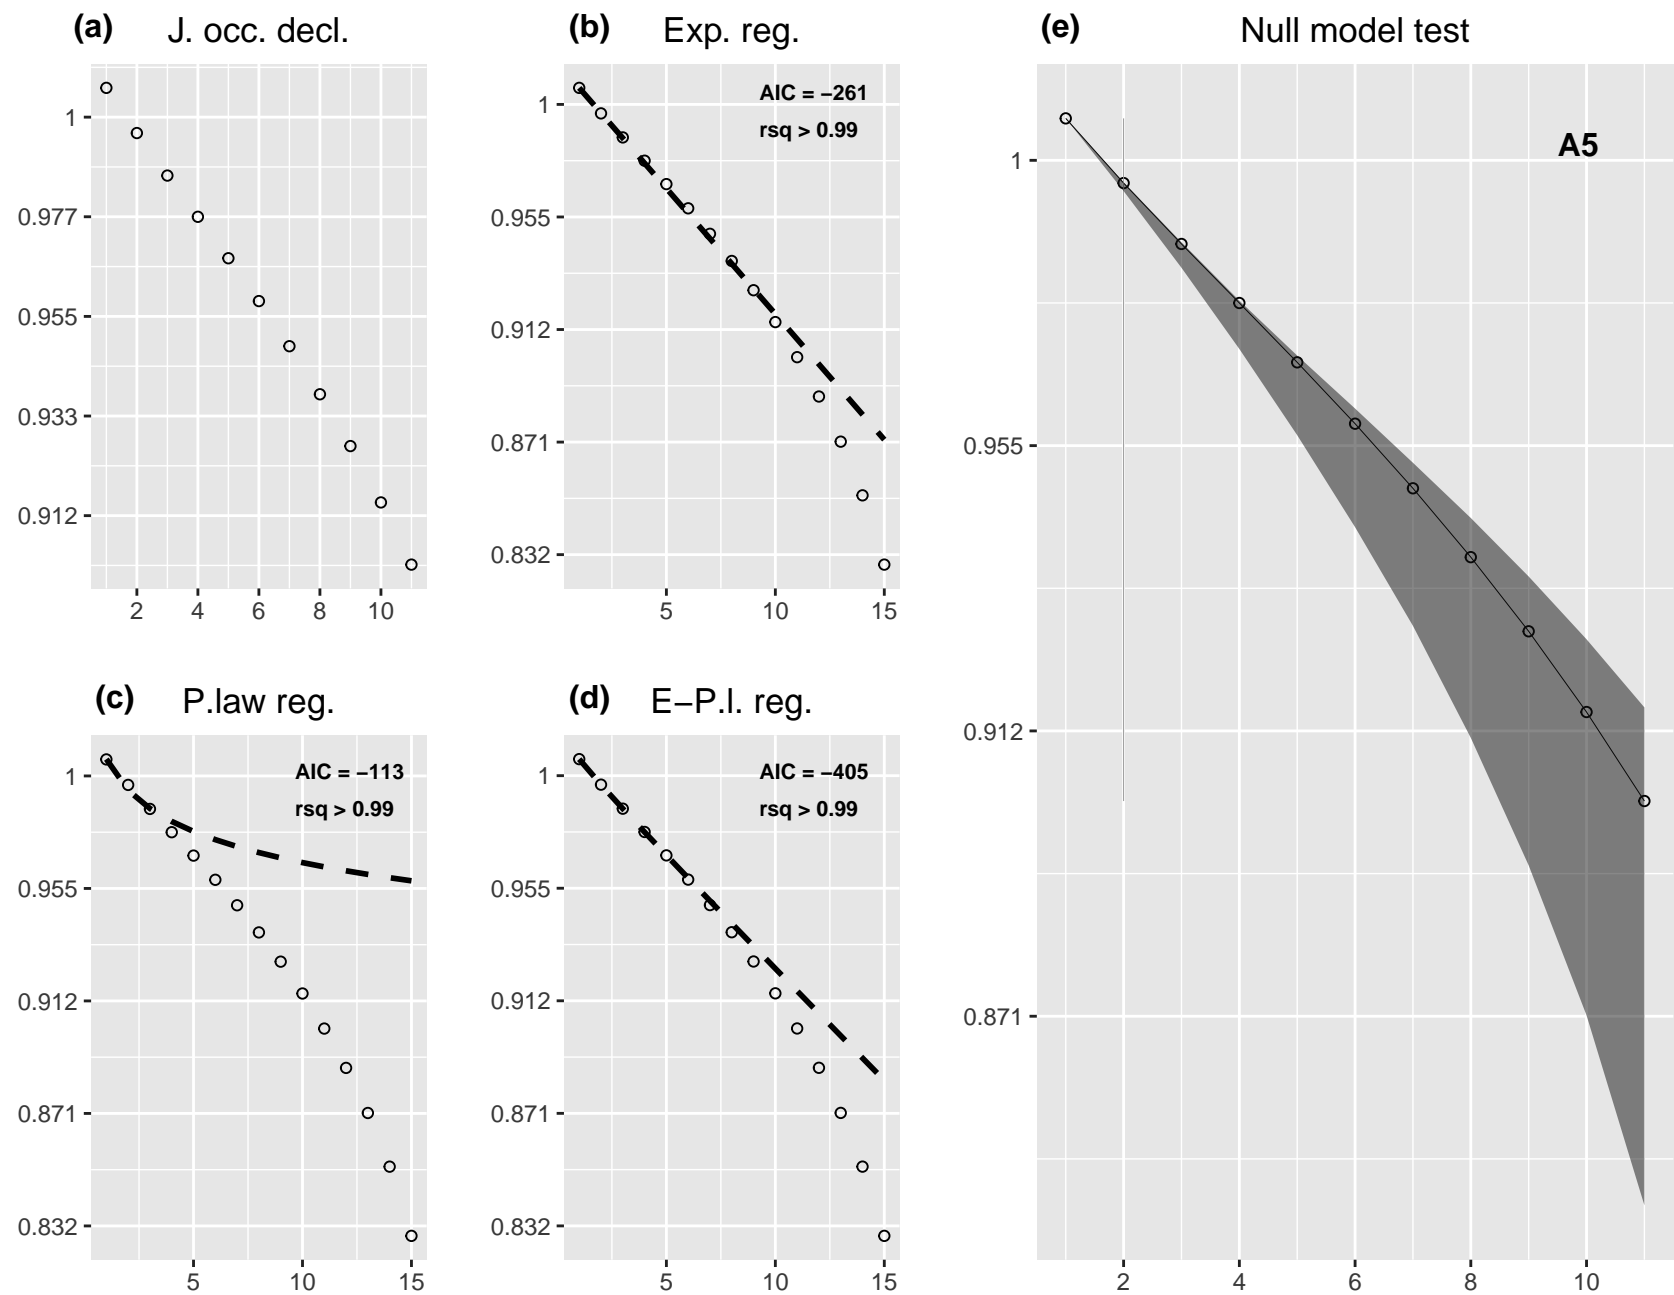 (a) J. occ. decl.
1
0.977
0.955
0.933
0.912
2 4 6 8 10
(b) Exp. reg.
AIC = −261
rsq > 0.99
1
0.955
0.912
0.871
0.832
5 10 15
(c) P.law reg.
AIC = −113
rsq > 0.99
1
0.955
0.912
0.871
0.832
5 10 15
(d) E−P.l. reg.
AIC = −405
rsq > 0.99
1
0.955
0.912
0.871
0.832
5 10 15
(e) Null model test
A5
1
0.955
0.912
0.871
2 4 6 8 10